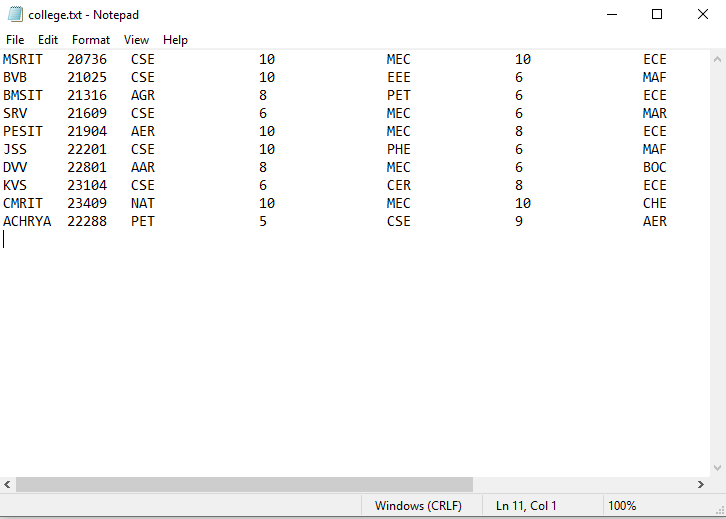 college.txt - Notepad
File Edit Format View Help
MSRIT 20736 CSE 10 MEC 10 ECE
BVB 21025 CSE 10 EEE 6 MAF
BMSIT 21316 AGR 8 PET 6 ECE
SRV 21609 CSE 6 MEC 6 MAR
PESIT 21904 AER 10 MEC 8 ECE
JSS 22201 CSE 10 PHE 6 MAF
DVV 22801 AAR 8 MEC 6 BOC
KVS 23104 CSE 6 CER 8 ECE
CMRIT 23409 NAT 10 MEC 10 CHE
ACHRYA 22288 PET 5 CSE 9 AER
Windows (CRLF) Ln 11, Col 1 100%